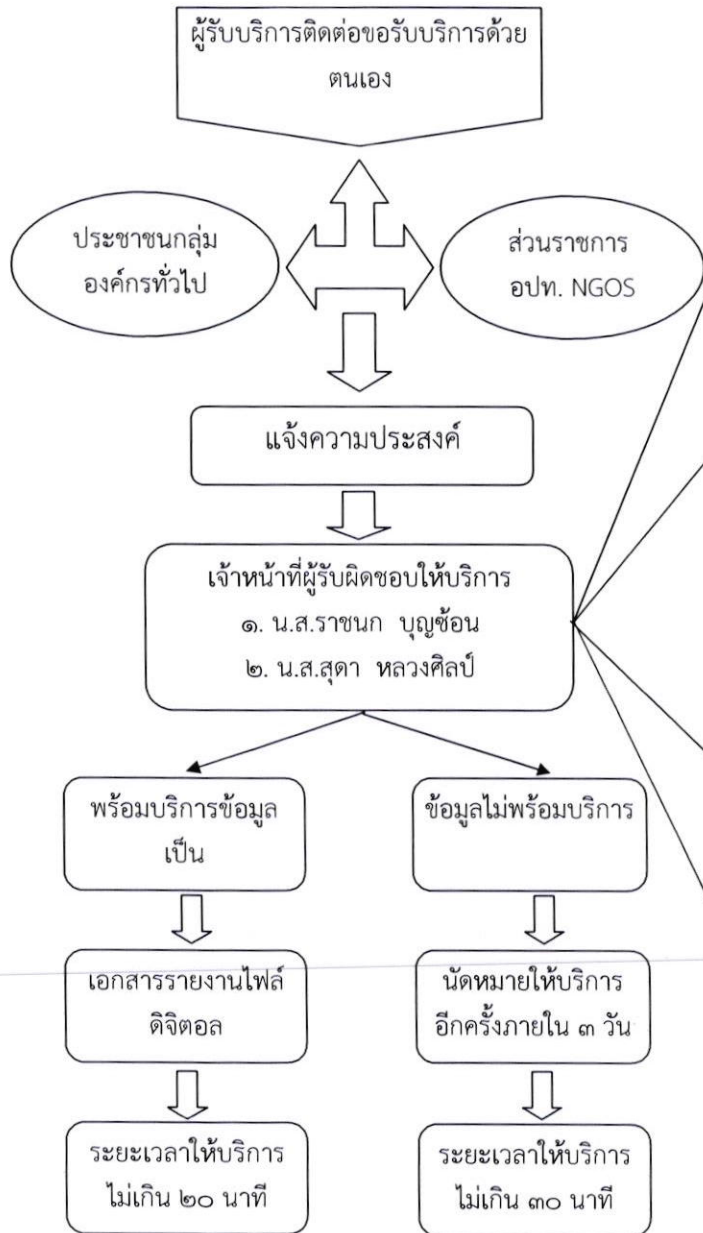 ผู้รับบริการติดต่อขอรับบริการด้วย
ตนเอง
ประชาชนกลุ่ม
องค์กรทั่วไป
ส่วนราชการ
อปท. NGOS
แจ้งความประสงค์
เจ้าหน้าที่ผู้รับผิดชอบให้บริการ
๑. น.ส.ราชนก บุญซ้อน
๒. น.ส.สุดา หลวงศิลป์
พร้อมบริการข้อมูล
เป็น
ข้อมูลไม่พร้อมบริการ
เอกสารรายงานไฟล์
ดิจิตอล
นัดหมายให้บริการ
อีกครั้งภายใน ๓ วัน
ระยะเวลาให้บริการ
ไม่เกิน ๒๐ นาที
ระยะเวลาให้บริการ
ไม่เกิน ๓๐ นาที